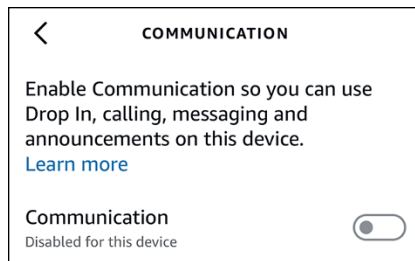 COMMUNICATION
Enable Communication so you can use
Drop In, calling, messaging and
announcements on this device.
Learn more
Communication
Disabled for this device